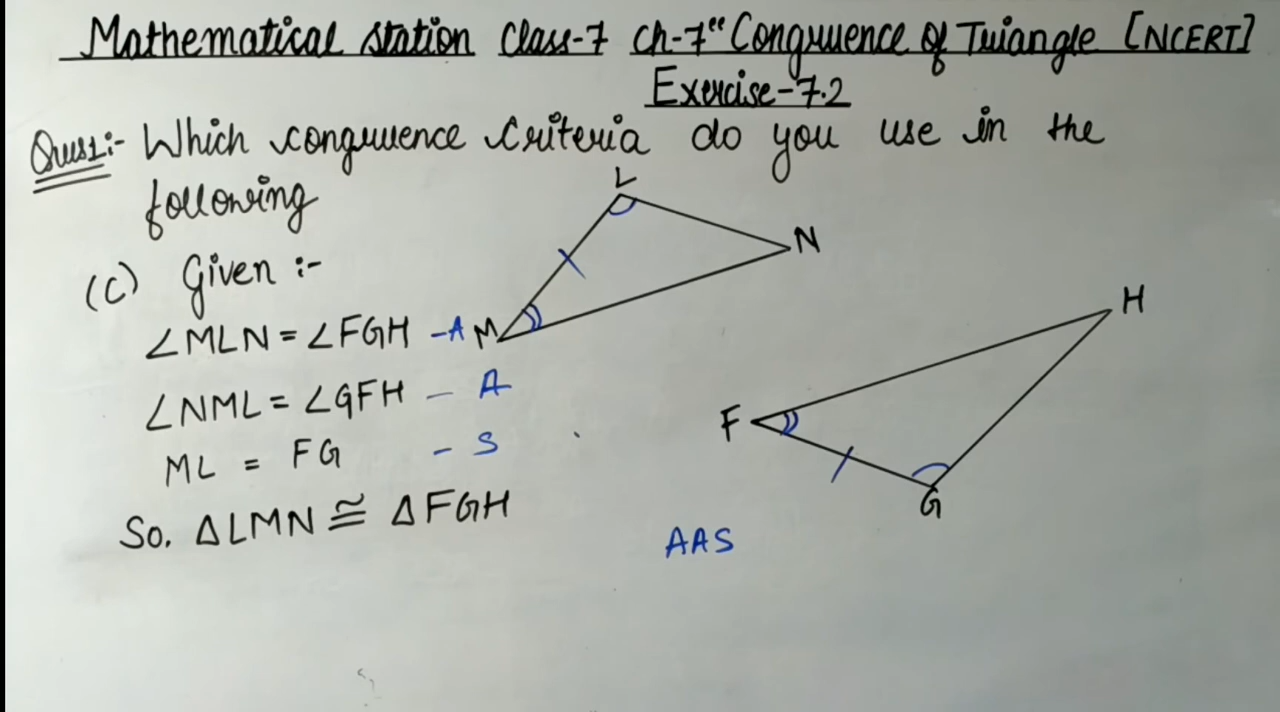 Mathematical Station Class-7 Ch-7" Congruence of Triangle [NCERT]
Exercise-7.2
Ques1:- Which congruence Criteria do you use in the
following
(C) Given :-
∠MLN = ∠FGH -A
∠NML = ∠GFH - A
ML = FG - S
So, ΔLMN ≅ ΔFGH
L
N
M
H
F
G
AAS